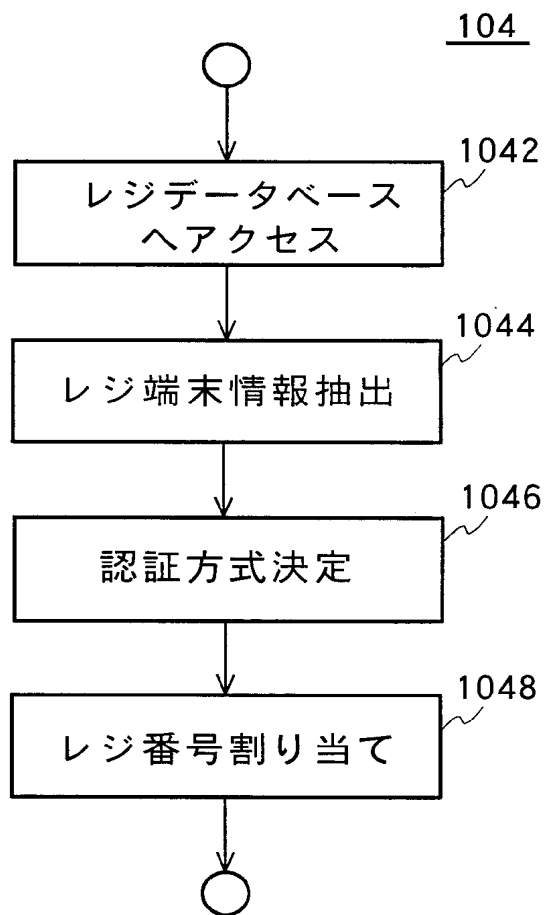 104
1042
レジデータベース
へアクセス
1044
レジ端末情報抽出
1046
認証方式決定
1048
レジ番号割り当て